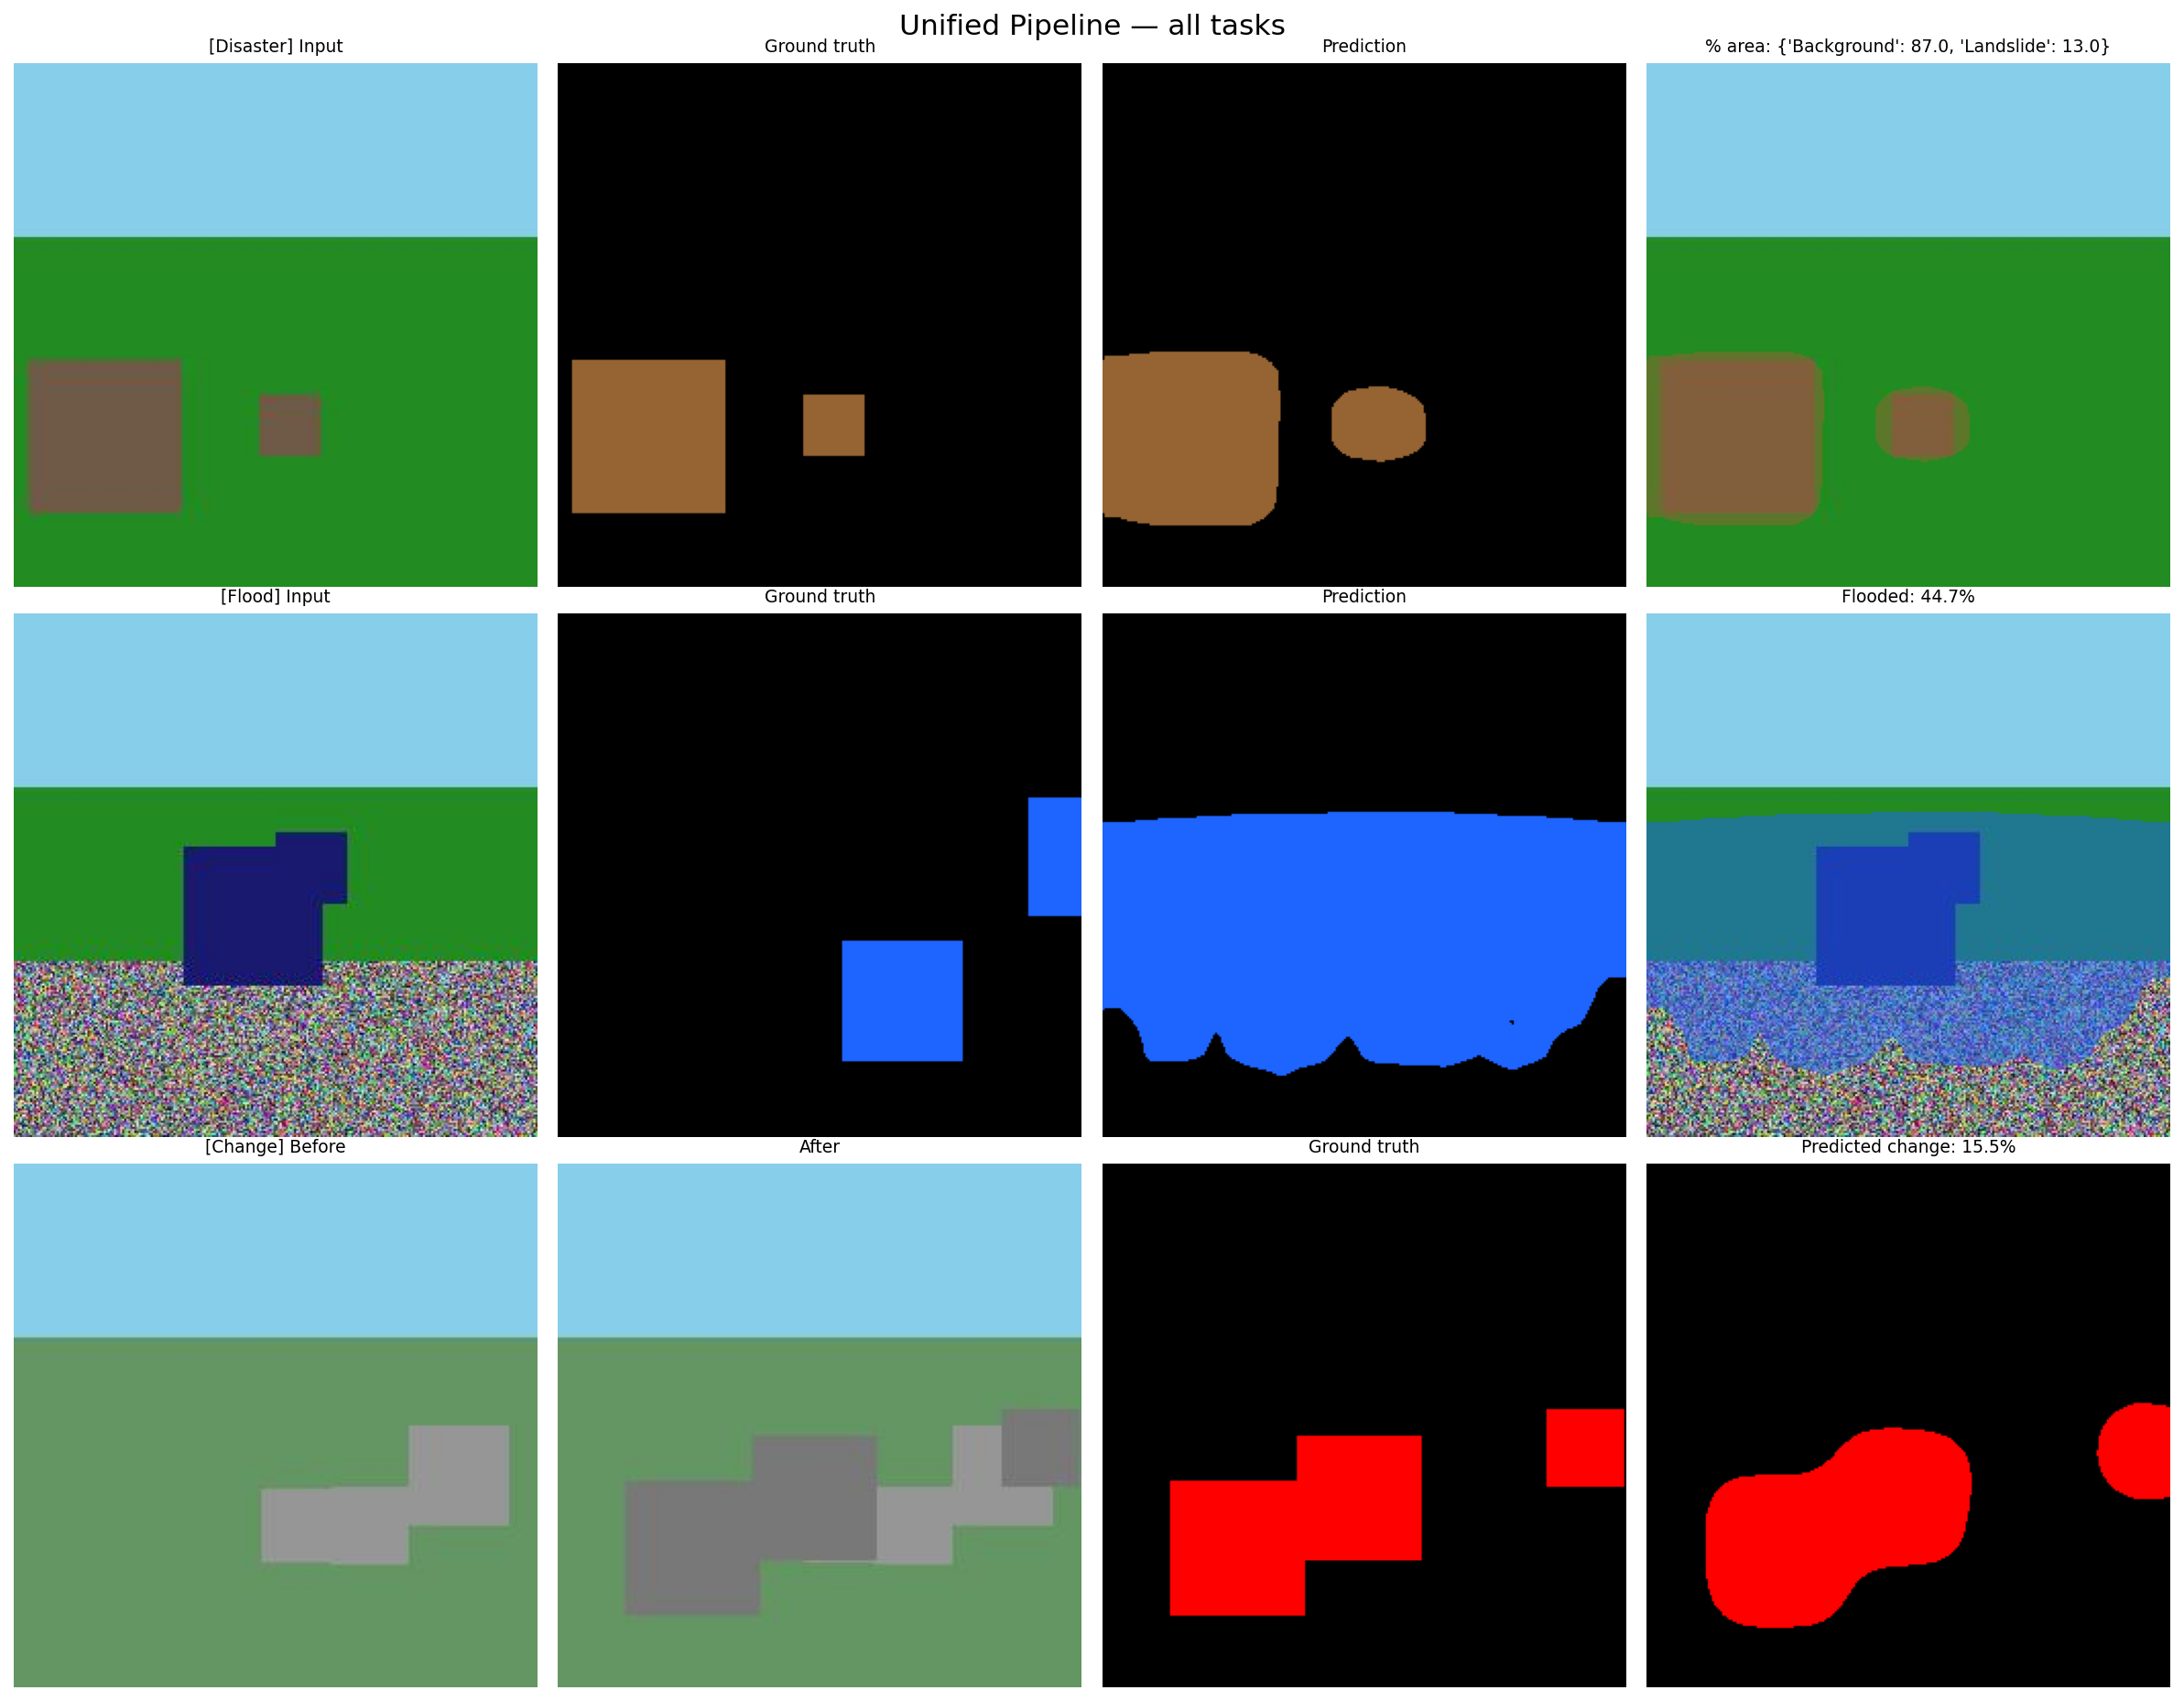 Unified Pipeline — all tasks
[Disaster] Input
Ground truth
Prediction
% area: {'Background': 87.0, 'Landslide': 13.0}
[Flood] Input
Ground truth
Prediction
Flooded: 44.7%
[Change] Before
After
Ground truth
Predicted change: 15.5%